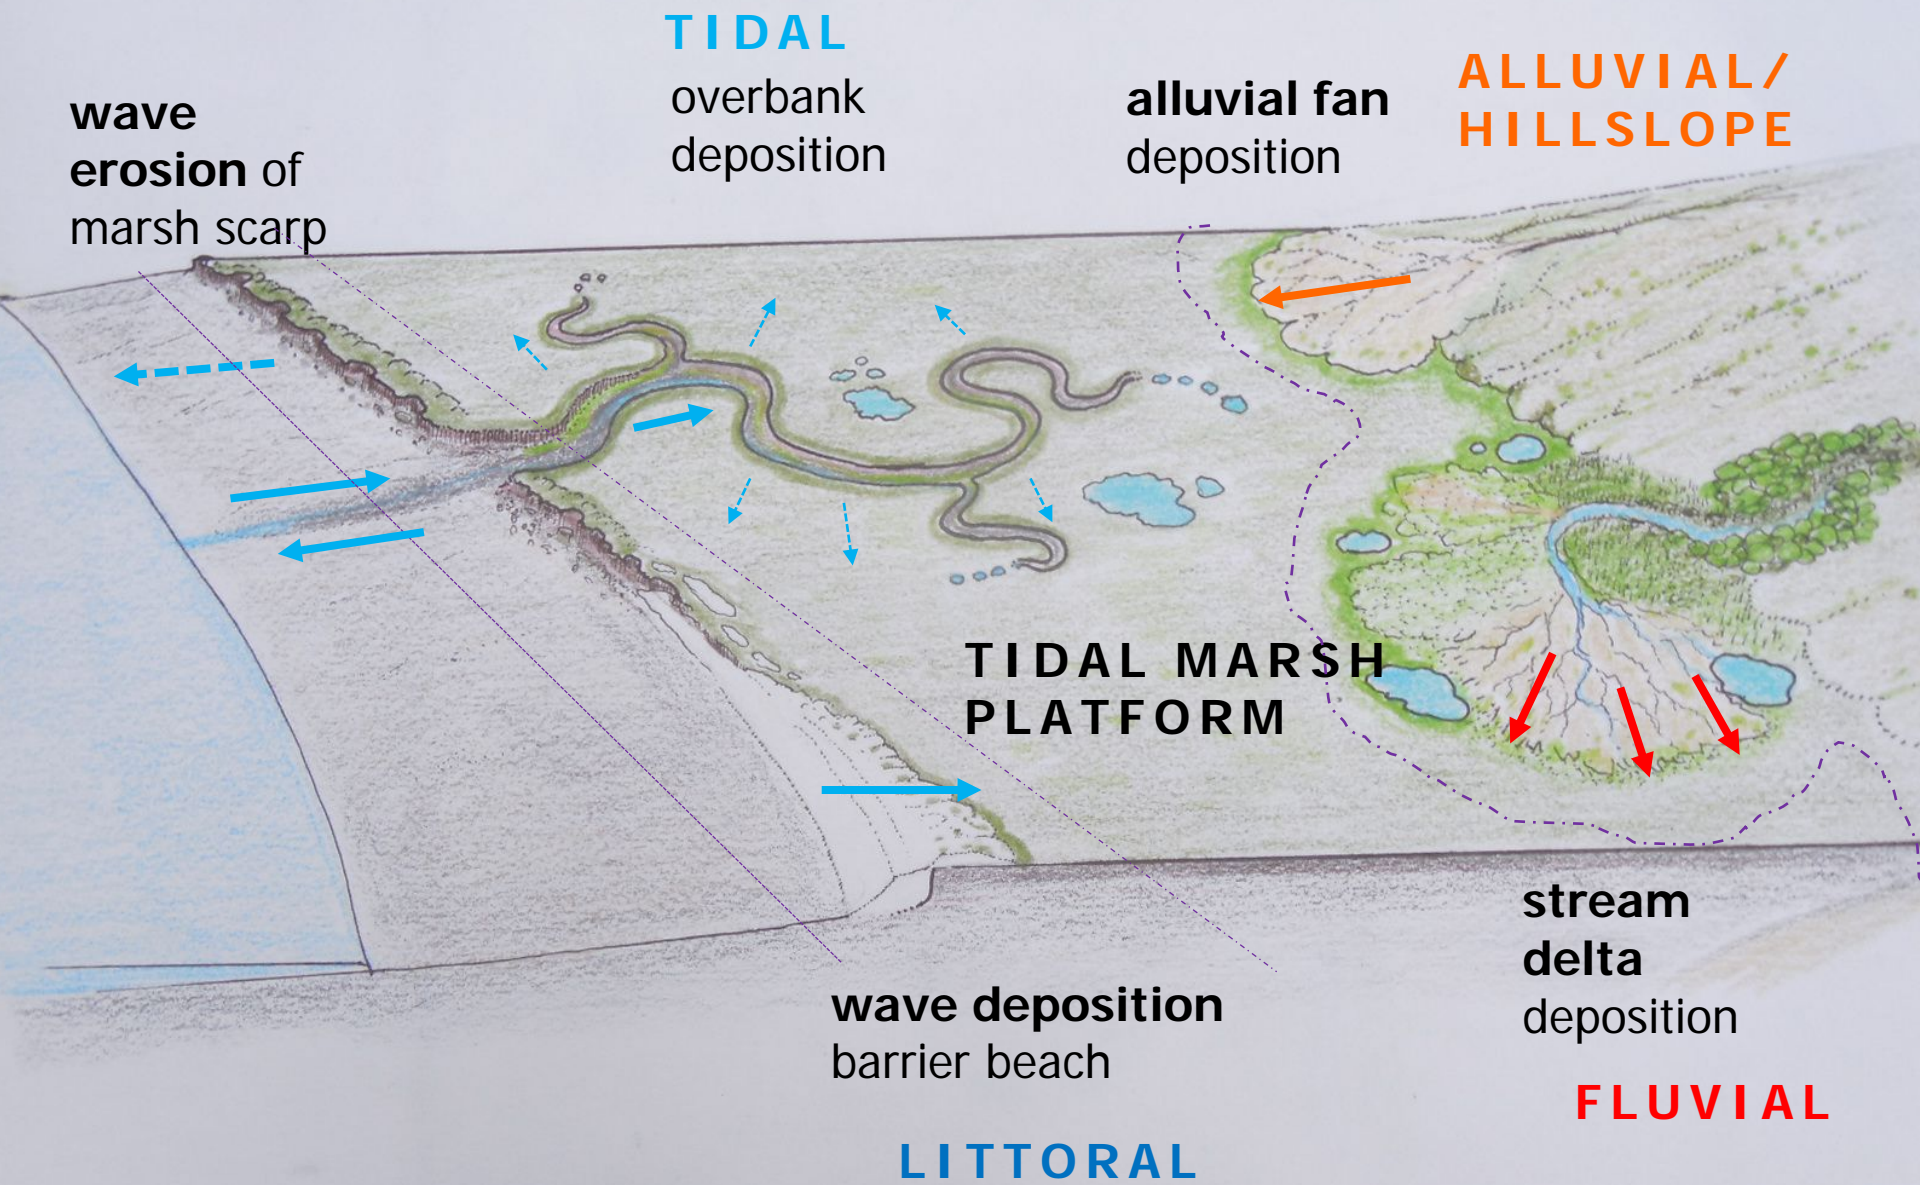 TIDAL
overbank
deposition
wave
erosion of
marsh scarp
alluvial fan
deposition
ALLUVIAL/
HILLSLOPE
TIDAL MARSH
PLATFORM
stream
delta
deposition
FLUVIAL
wave deposition
barrier beach
LITTORAL